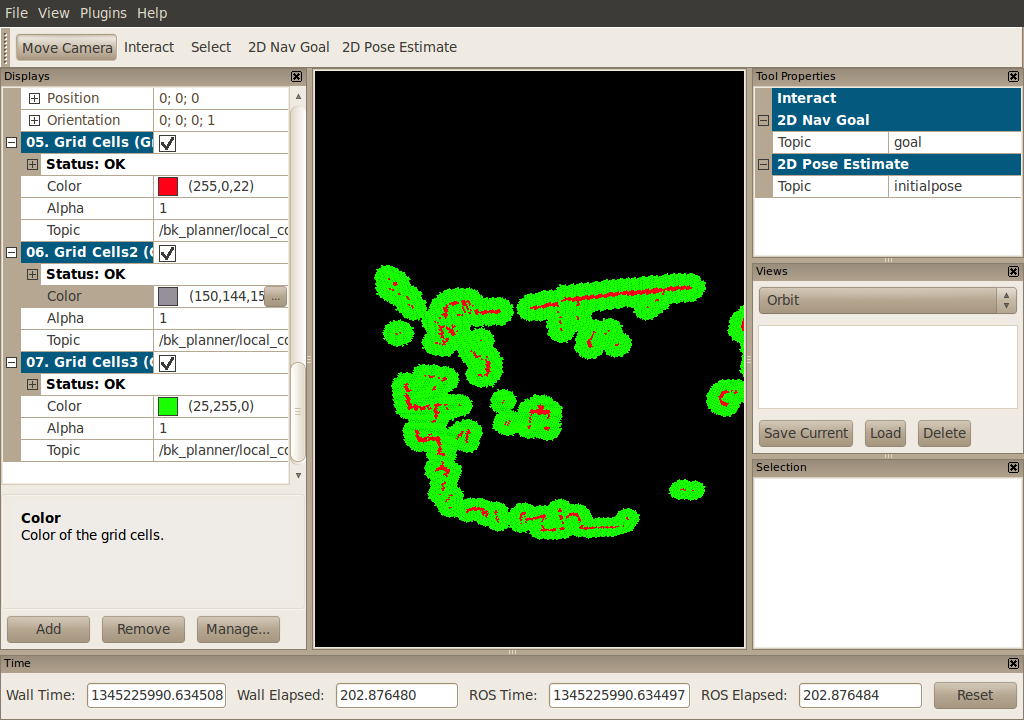 File View Plugins Help
Move Camera Interact Select 2D Nav Goal 2D Pose Estimate
Displays
Position 0; 0; 0
Orientation 0; 0; 0; 1
05. Grid Cells (G
Status: OK
Color (255,0,22)
Alpha 1
Topic /bk_planner/local_co
06. Grid Cells2 (
Status: OK
Color (150,144,15 ...
Alpha 1
Topic /bk_planner/local_co
07. Grid Cells3 (
Status: OK
Color (25,255,0)
Alpha 1
Topic /bk_planner/local_co
Color
Color of the grid cells.
Add Remove Manage...
Tool Properties
Interact
2D Nav Goal
Topic goal
2D Pose Estimate
Topic initialpose
Views
Orbit
Save Current Load Delete
Selection
Time
Wall Time: 1345225990.634508 Wall Elapsed: 202.876480 ROS Time: 1345225990.634497 ROS Elapsed: 202.876484 Reset